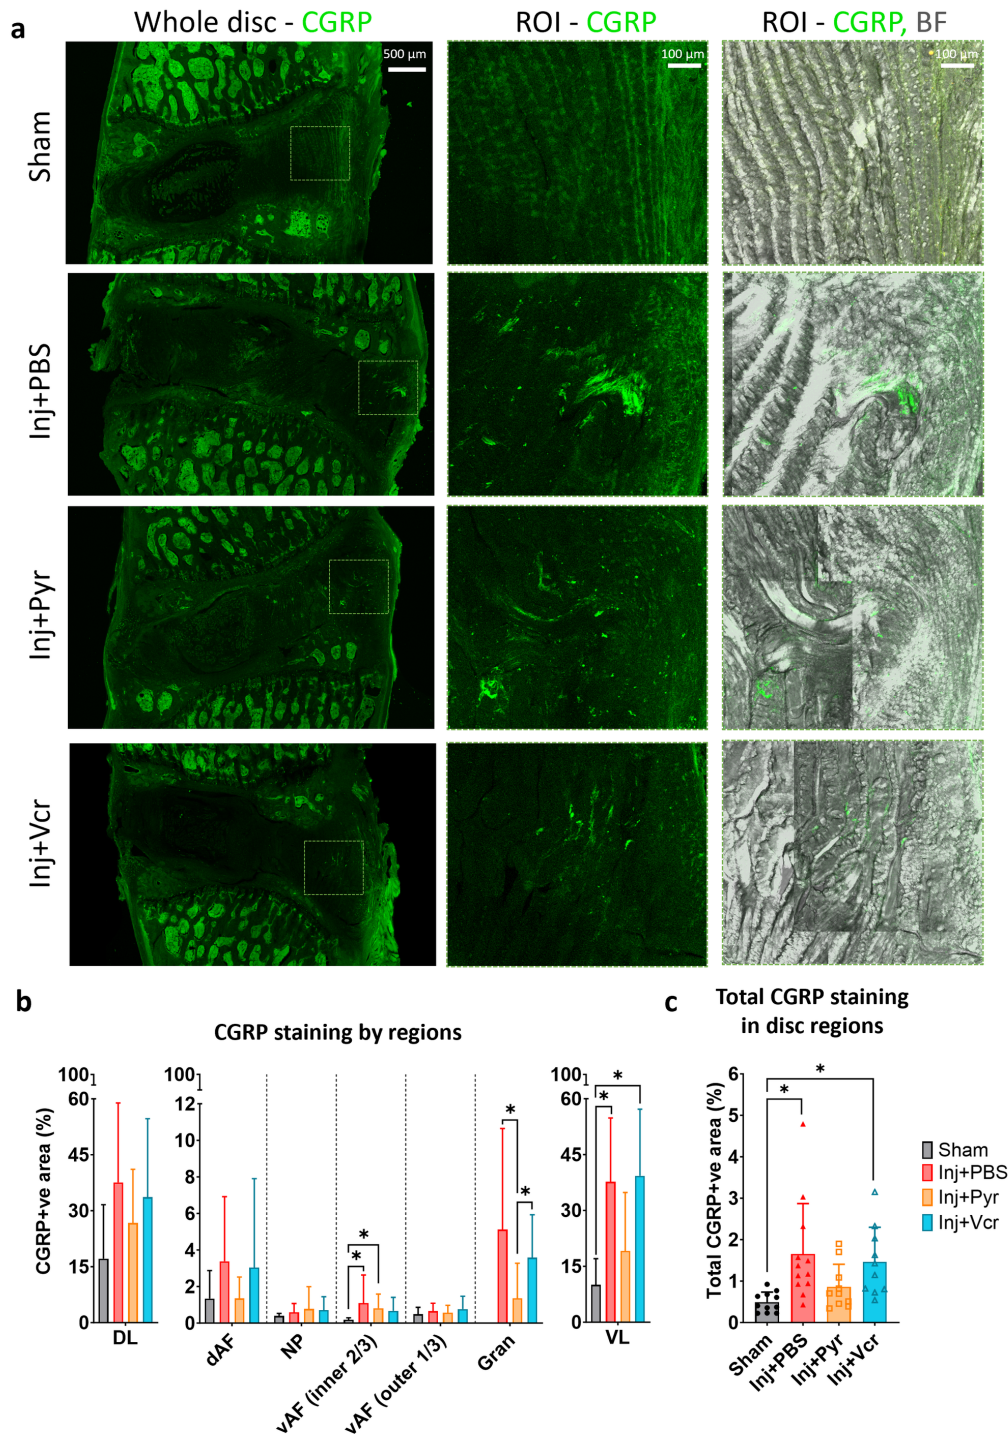 a
Whole disc - CGRP
ROI - CGRP
ROI - CGRP, BF
500 µm
100 µm
100 µm
Sham
Inj+PBS
Inj+Pyr
Inj+Vcr
b
CGRP staining by regions
CGRP+ve area (%)
100
60
45
30
15
0
DL
100
12
10
8
6
4
2
0
dAF
NP
vAF (inner 2/3)
vAF (outer 1/3)
Gran
*
*
*
*
100
60
45
30
15
0
VL
*
*
c
Total CGRP staining
in disc regions
Total CGRP+ve area (%)
6
5
4
3
2
1
0
*
*
Sham
Inj+PBS
Inj+Pyr
Inj+Vcr
Sham
Inj+PBS
Inj+Pyr
Inj+Vcr